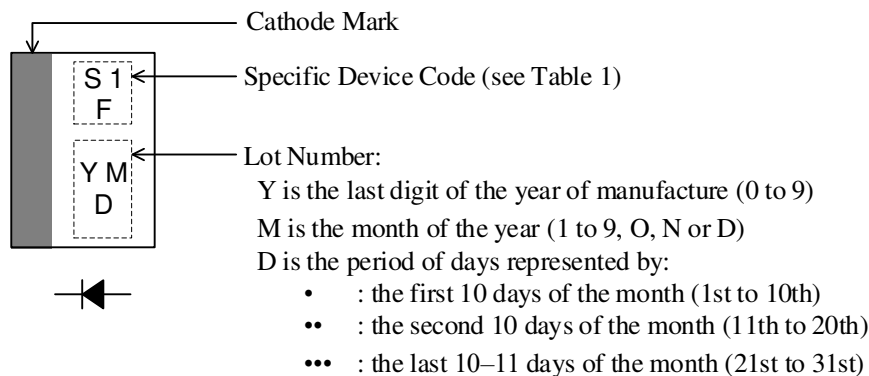 Cathode Mark
S 1
F
Specific Device Code (see Table 1)
Y M
D
Lot Number:
Y is the last digit of the year of manufacture (0 to 9)
M is the month of the year (1 to 9, O, N or D)
D is the period of days represented by:
• : the first 10 days of the month (1st to 10th)
•• : the second 10 days of the month (11th to 20th)
••• : the last 10–11 days of the month (21st to 31st)